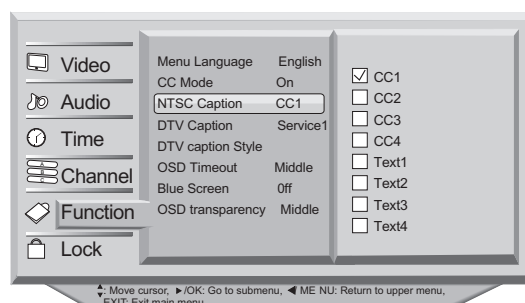 Video
Audio
Time
Channel
Function
Lock
Menu Language English
CC Mode On
NTSC Caption CC1
DTV Caption Service1
DTV caption Style
OSD Timeout Middle
Blue Screen 0ff
OSD transparency Middle
CC1
CC2
CC3
CC4
Text1
Text2
Text3
Text4
: Move cursor, ►/OK: Go to submenu, ◄ ME NU: Return to upper menu,
EXIT: Exit main menu